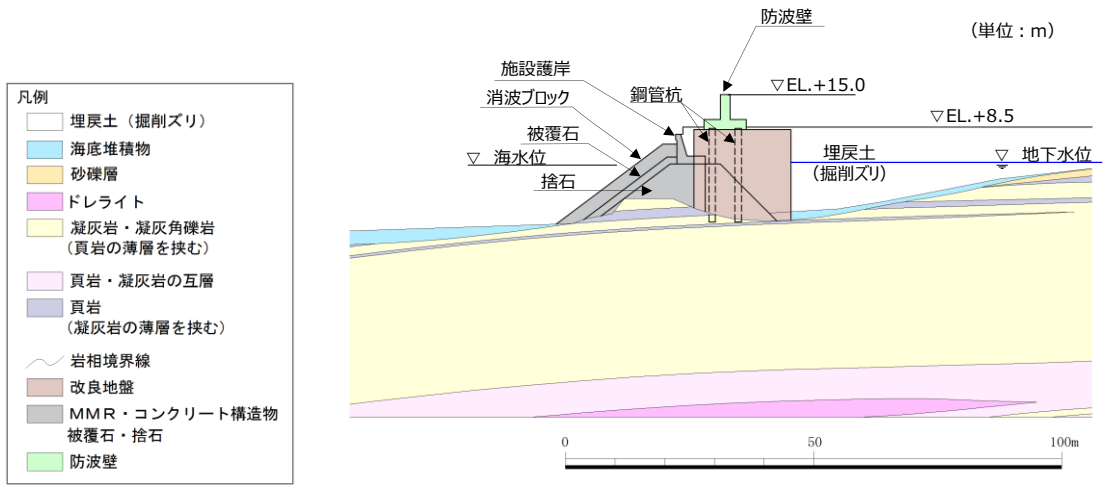 防波壁
（単位：m）
施設護岸
▽EL.+15.0
消波ブロック
鋼管杭
▽EL.+8.5
被覆石
▽ 海水位
埋戻土
（掘削ズリ）
▽ 地下水位
捨石
凡例
埋戻土（掘削ズリ）
海底堆積物
砂礫層
ドレライト
凝灰岩・凝灰角礫岩
（頁岩の薄層を挟む）
頁岩・凝灰岩の互層
頁岩
（凝灰岩の薄層を挟む）
岩相境界線
改良地盤
ＭＭＲ・コンクリート構造物
被覆石・捨石
防波壁
0
50
100m